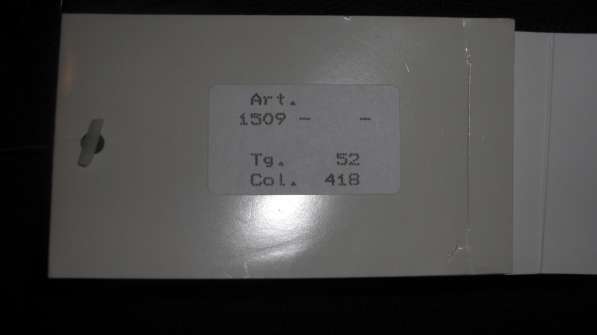 Art.
1509 - -
Tg. 52
Col. 418